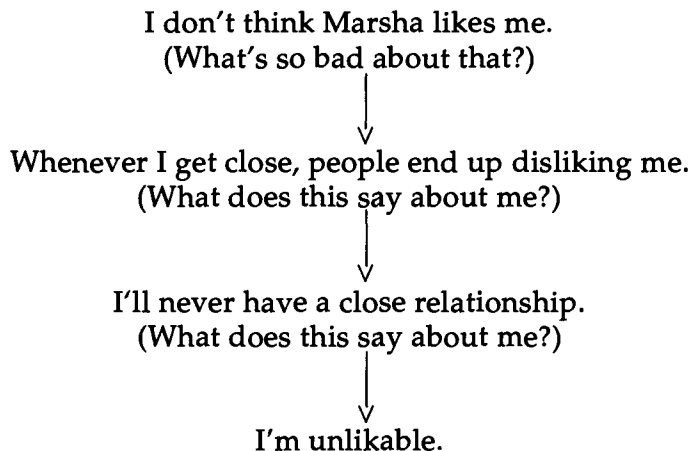 I don't think Marsha likes me.
(What's so bad about that?)
Whenever I get close, people end up disliking me.
(What does this say about me?)
I'll never have a close relationship.
(What does this say about me?)
I'm unlikable.